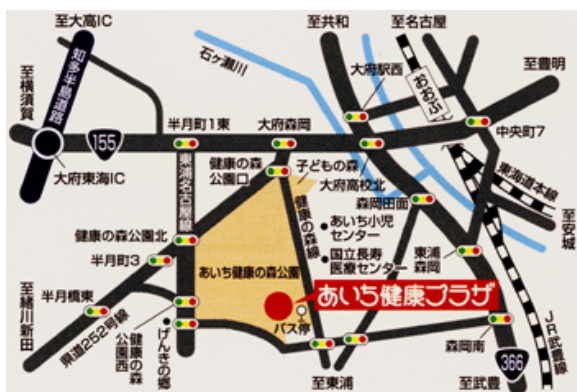 至大高IC
至共和
至名古屋
至豊明
石ヶ瀬川
知多半島道路
至横須賀
大府駅西
おおぶ
155
半月町1東
大府森岡
中央町7
大府東海IC
東浦名古屋線
健康の森
公園口
子どもの森
大府高校北
東海道本線
森岡田面
健康の森線
あいち小児
センター
至安城
健康の森公園北
国立長寿
医療センター
東浦
森岡
半月町3
あいち健康の森公園
至緒川新田
半月橋東
あいち健康プラザ
バス停
県道252号線
健康の森
公園西
げんきの郷
森岡南
JR武豊線
366
至東浦
至武豊